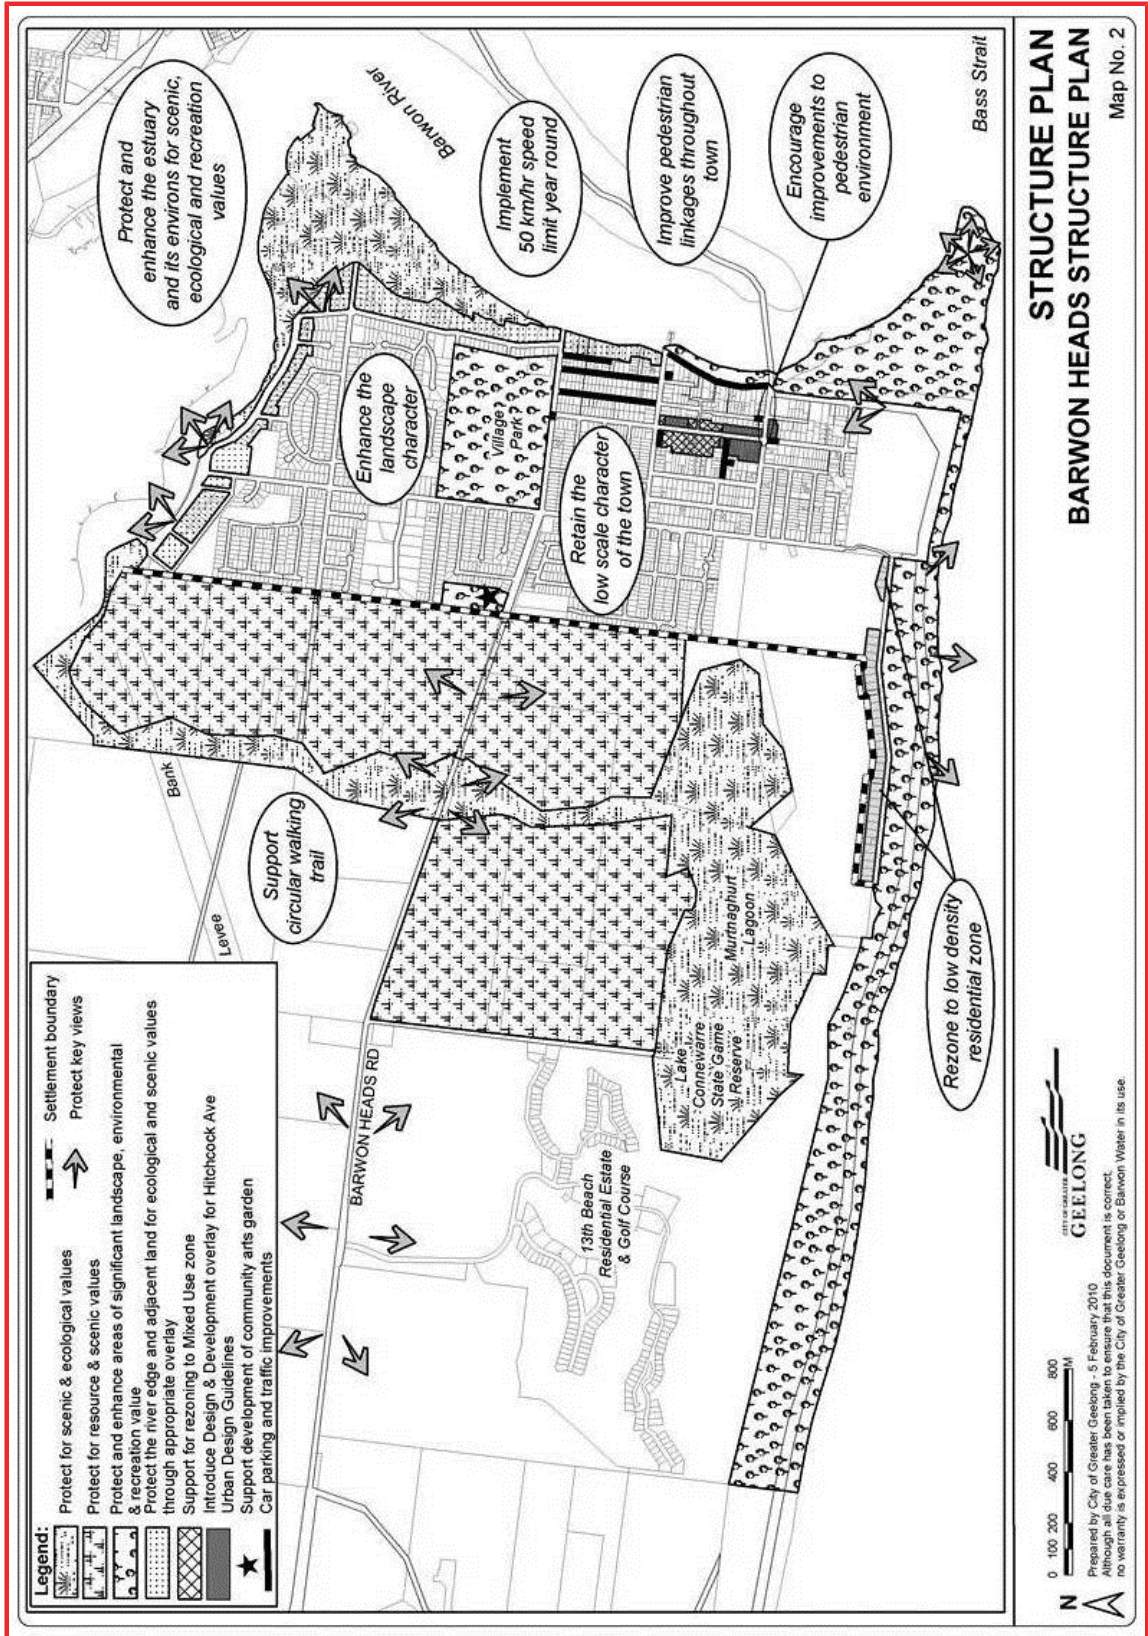 Legend:
Protect for scenic & ecological values
Protect for resource & scenic values
Protect and enhance areas of significant landscape, environmental
& recreation value
Protect the river edge and adjacent land for ecological and scenic values
through appropriate overlay
Support for rezoning to Mixed Use zone
Introduce Design & Development overlay for Hitchcock Ave
Urban Design Guidelines
Support development of community arts garden
Car parking and traffic improvements
Settlement boundary
Protect key views
Protect and
enhance the estuary
and its environs for scenic,
ecological and recreation
values
Barwon River
Implement
50 km/hr speed
limit year round
Improve pedestrian
linkages throughout
town
Encourage
improvements to
pedestrian
environment
Bass Strait
Enhance the
landscape
character
Village
Park
Retain the
low scale character
of the town
Support
circular walking
trail
Levee
Bank
BARWON HEADS RD
Lake
Connewarre
State Game
Reserve
Murtnaghurt
Lagoon
13th Beach
Residential Estate
& Golf Course
Rezone to low density
residential zone
N
0 100 200 400 600 800
M
Prepared by City of Greater Geelong - 5 February 2010
Although all due care has been taken to ensure that this document is correct,
no warranty is expressed or implied by the City of Greater Geelong or Barwon Water in its use.
CITY OF GREATER
GEELONG
STRUCTURE PLAN
BARWON HEADS STRUCTURE PLAN
Map No. 2